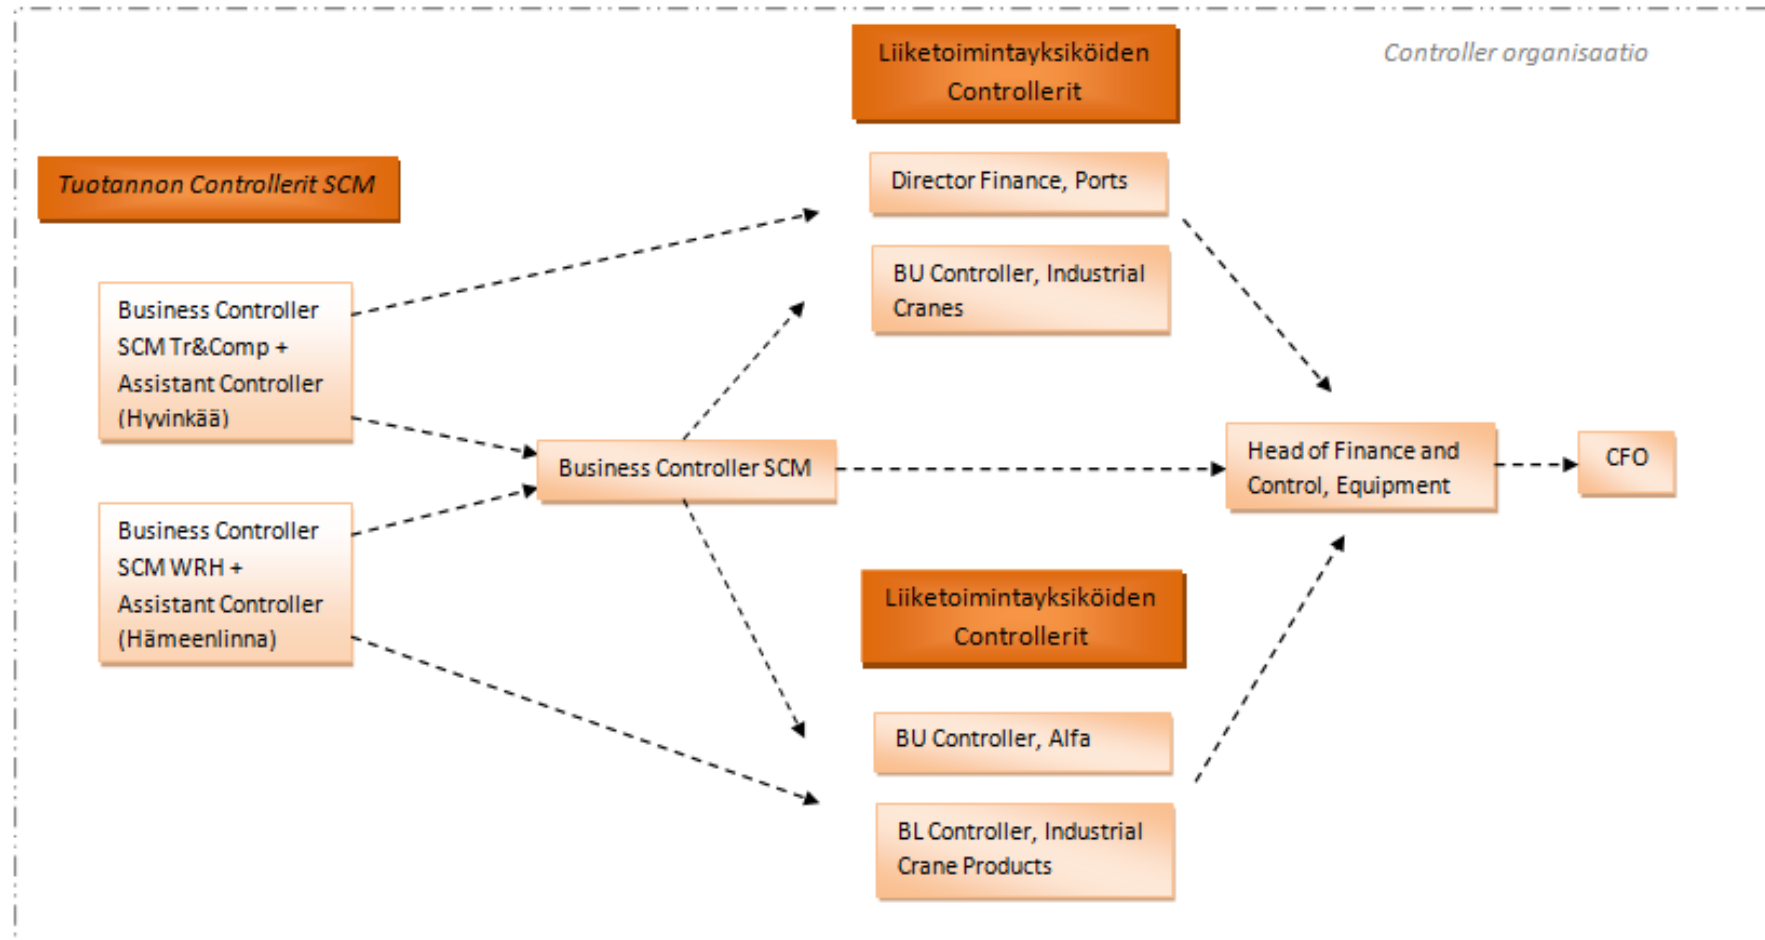 Controller organisaatio
Liiketoimintayksiköiden
Controllerit
Tuotannon Controllerit SCM
Director Finance, Ports
BU Controller, Industrial
Cranes
Business Controller
SCM Tr&Comp +
Assistant Controller
(Hyvinkää)
Business Controller SCM
Head of Finance and
Control, Equipment
CFO
Business Controller
SCM WRH +
Assistant Controller
(Hämeenlinna)
Liiketoimintayksiköiden
Controllerit
BU Controller, Alfa
BL Controller, Industrial
Crane Products